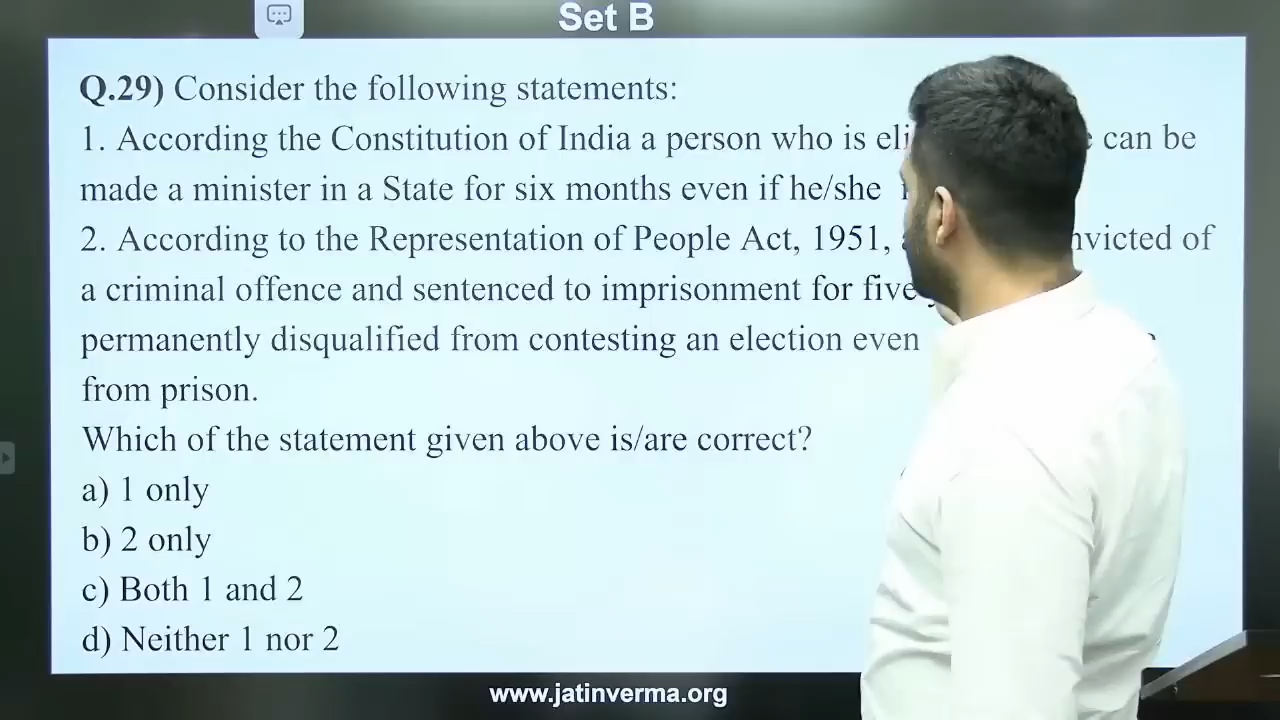 Set B
Q.29) Consider the following statements:
1. According the Constitution of India a person who is can be
made a minister in a State for six months even if he/she
2. According to the Representation of People Act, 1951, of
a criminal offence and sentenced to imprisonment for five
permanently disqualified from contesting an election even
from prison.
Which of the statement given above is/are correct?
a) 1 only
b) 2 only
c) Both 1 and 2
d) Neither 1 nor 2
www.jatinverma.org